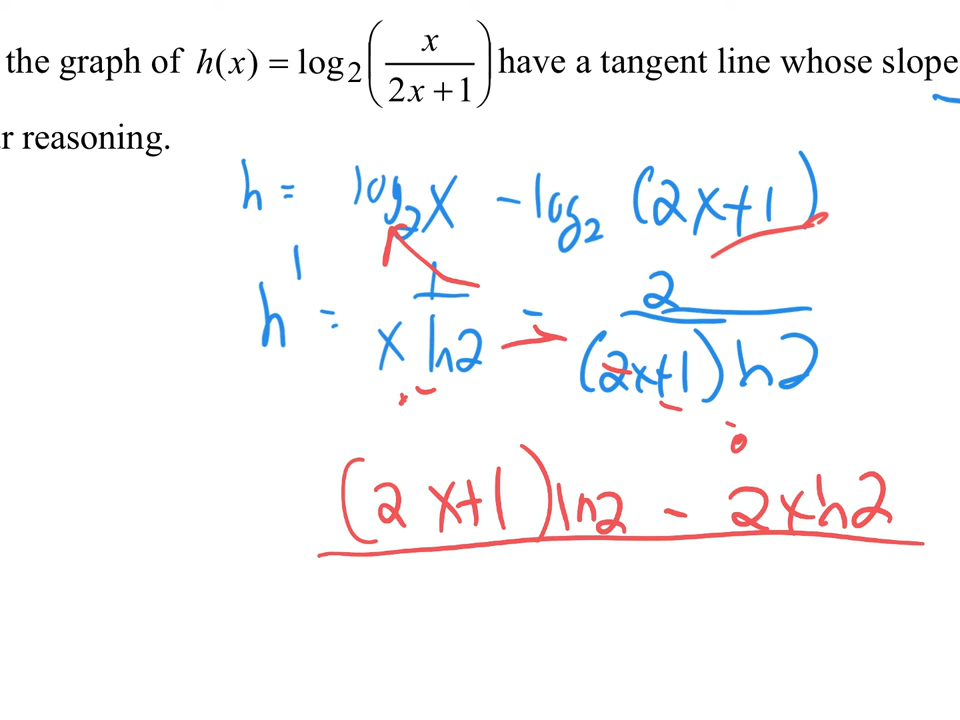 the graph of h(x) = log₂(x/(2x+1)) have a tangent line whose slope
r reasoning.
h = log₂x - log₂(2x+1)
h' = 1/(x ln2) - 2/((2x+1) ln2)
(2x+1)ln2 - 2x ln2